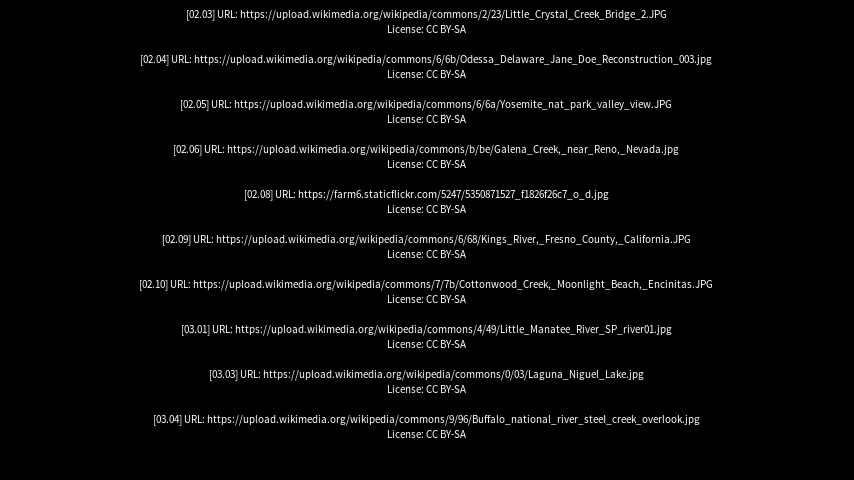 [02.03] URL: https://upload.wikimedia.org/wikipedia/commons/2/23/Little_Crystal_Creek_Bridge_2.JPG
License: CC BY-SA
[02.04] URL: https://upload.wikimedia.org/wikipedia/commons/6/6b/Odessa_Delaware_Jane_Doe_Reconstruction_003.jpg
License: CC BY-SA
[02.05] URL: https://upload.wikimedia.org/wikipedia/commons/6/6a/Yosemite_nat_park_valley_view.JPG
License: CC BY-SA
[02.06] URL: https://upload.wikimedia.org/wikipedia/commons/b/be/Galena_Creek,_near_Reno,_Nevada.jpg
License: CC BY-SA
[02.08] URL: https://farm6.staticflickr.com/5247/5350871527_f1826f26c7_o_d.jpg
License: CC BY-SA
[02.09] URL: https://upload.wikimedia.org/wikipedia/commons/6/68/Kings_River,_Fresno_County,_California.JPG
License: CC BY-SA
[02.10] URL: https://upload.wikimedia.org/wikipedia/commons/7/7b/Cottonwood_Creek,_Moonlight_Beach,_Encinitas.JPG
License: CC BY-SA
[03.01] URL: https://upload.wikimedia.org/wikipedia/commons/4/49/Little_Manatee_River_SP_river01.jpg
License: CC BY-SA
[03.03] URL: https://upload.wikimedia.org/wikipedia/commons/0/03/Laguna_Niguel_Lake.jpg
License: CC BY-SA
[03.04] URL: https://upload.wikimedia.org/wikipedia/commons/9/96/Buffalo_national_river_steel_creek_overlook.jpg
License: CC BY-SA